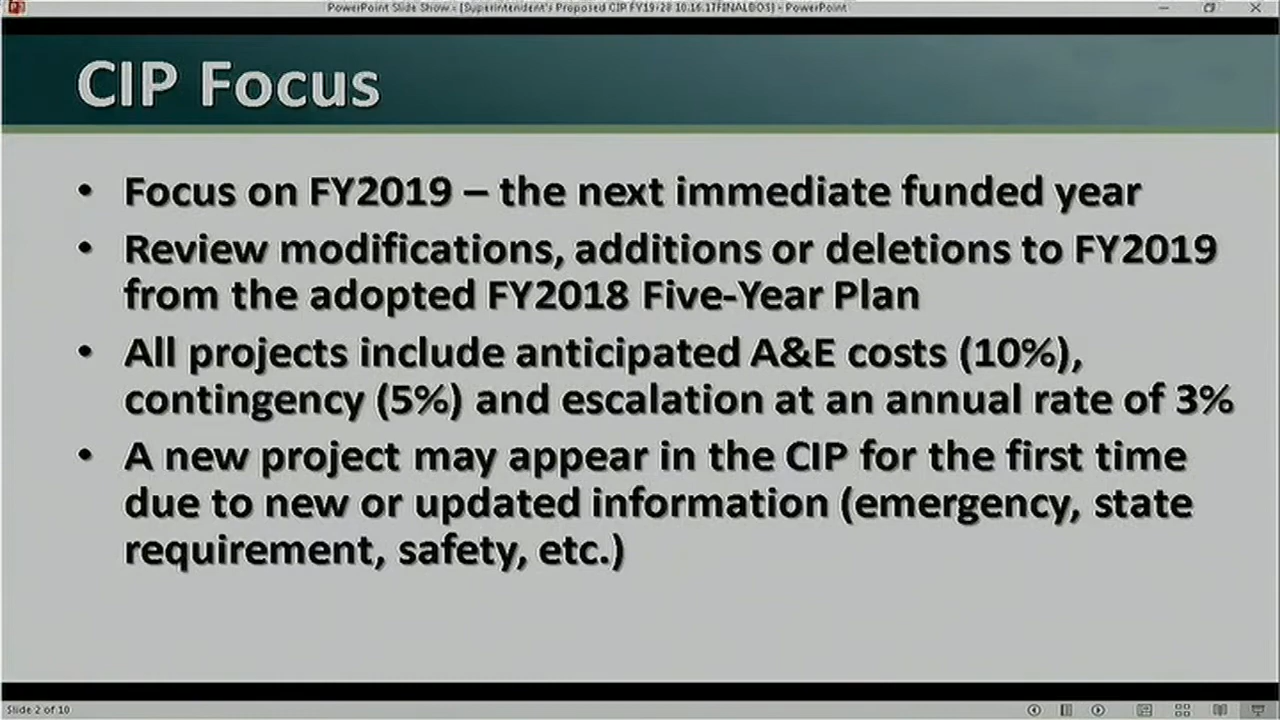 PowerPoint Slide Show - [Superintendent's Proposed CIP FY19-28 10.16.17FINALBOS] - PowerPoint
CIP Focus
• Focus on FY2019 – the next immediate funded year
• Review modifications, additions or deletions to FY2019
from the adopted FY2018 Five-Year Plan
• All projects include anticipated A&E costs (10%),
contingency (5%) and escalation at an annual rate of 3%
• A new project may appear in the CIP for the first time
due to new or updated information (emergency, state
requirement, safety, etc.)
Slide 2 of 10